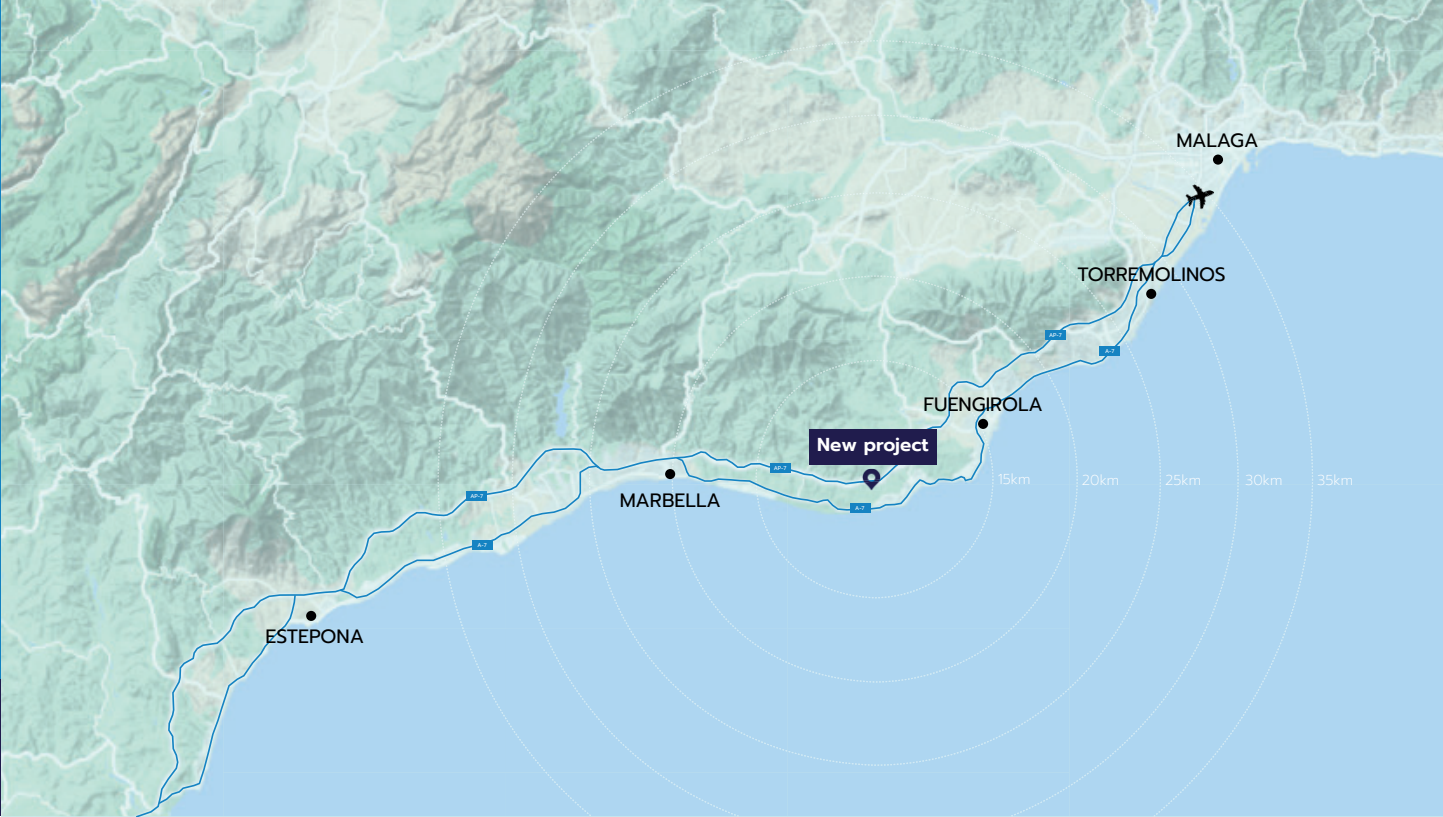 MALAGA
TORREMOLINOS
AP-7
A-7
FUENGIROLA
New project
AP-7
15km
20km
25km
30km
35km
MARBELLA
AP-7
A-7
A-7
ESTEPONA